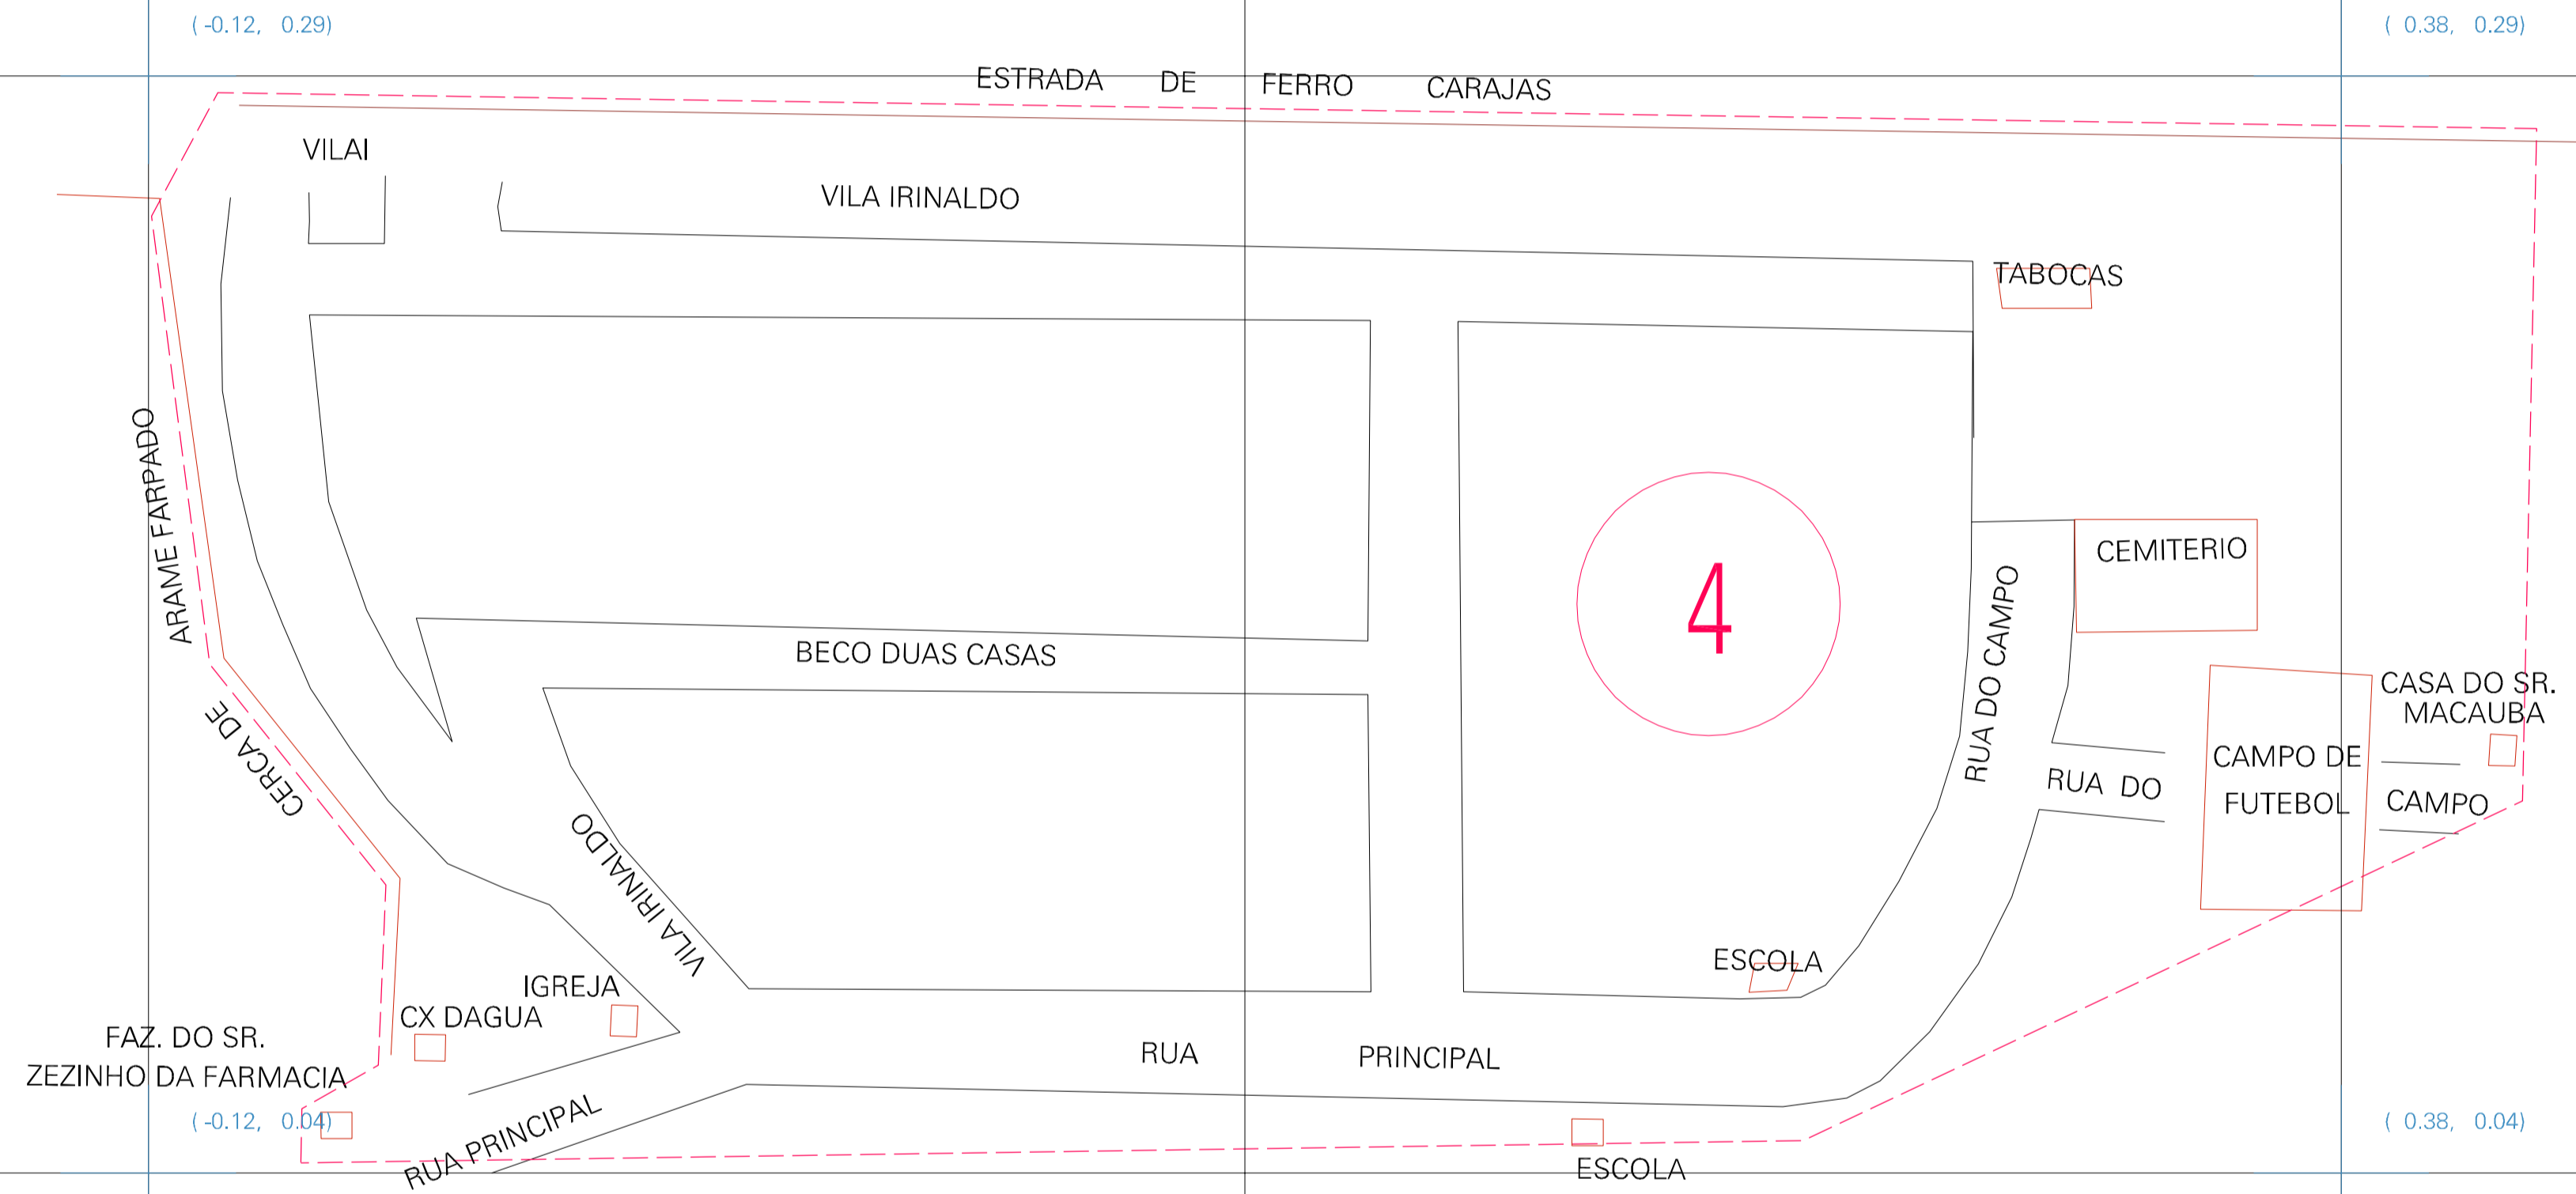 ( -0.12, 0.29)
( 0.38, 0.29)
ESTRADA DE FERRO CARAJAS
VILAI
VILA IRINALDO
TABOCAS
ARAME FARPADO
CEMITERIO
4
RUA DO CAMPO
BECO DUAS CASAS
CASA DO SR.
MACAUBA
CERCA DE
CAMPO DE
FUTEBOL
RUA DO
CAMPO
VILA IRINALDO
ESCOLA
IGREJA
CX DAGUA
FAZ. DO SR.
ZEZINHO DA FARMACIA
RUA PRINCIPAL
RUA PRINCIPAL
( -0.12, 0.04)
( 0.38, 0.04)
ESCOLA